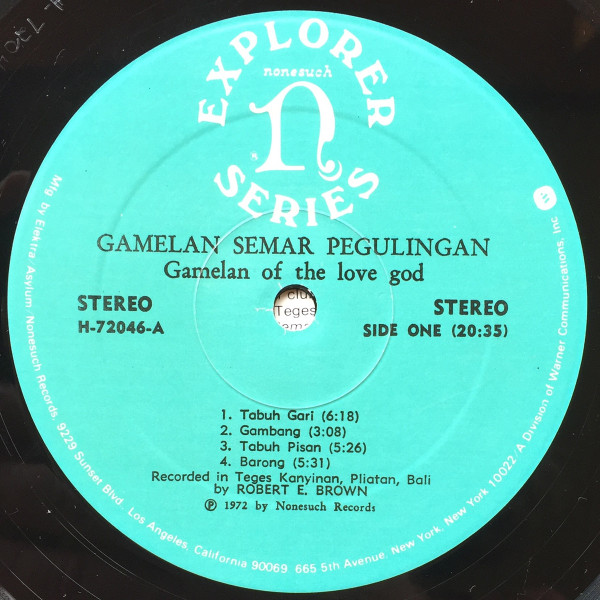 EXPLORER
nonesuch
n
SERIES
GAMELAN SEMAR PEGULINGAN
Gamelan of the love god
STEREO
H-72046-A
club
Teges
STEREO
SIDE ONE (20:35)
1. Tabuh Gari (6:18)
2. Gambang (3:08)
3. Tabuh Pisan (5:26)
4. Barong (5:31)
Recorded in Teges Kanyinan, Pliatan, Bali
by ROBERT E. BROWN
Ⓟ 1972 by Nonesuch Records
Mfg by Elektra/Asylum/Nonesuch Records, 9229 Sunset Blvd. Los Angeles, California 90069 665 5th Avenue, New York, New York 10022 A Division of Warner Communications, Inc